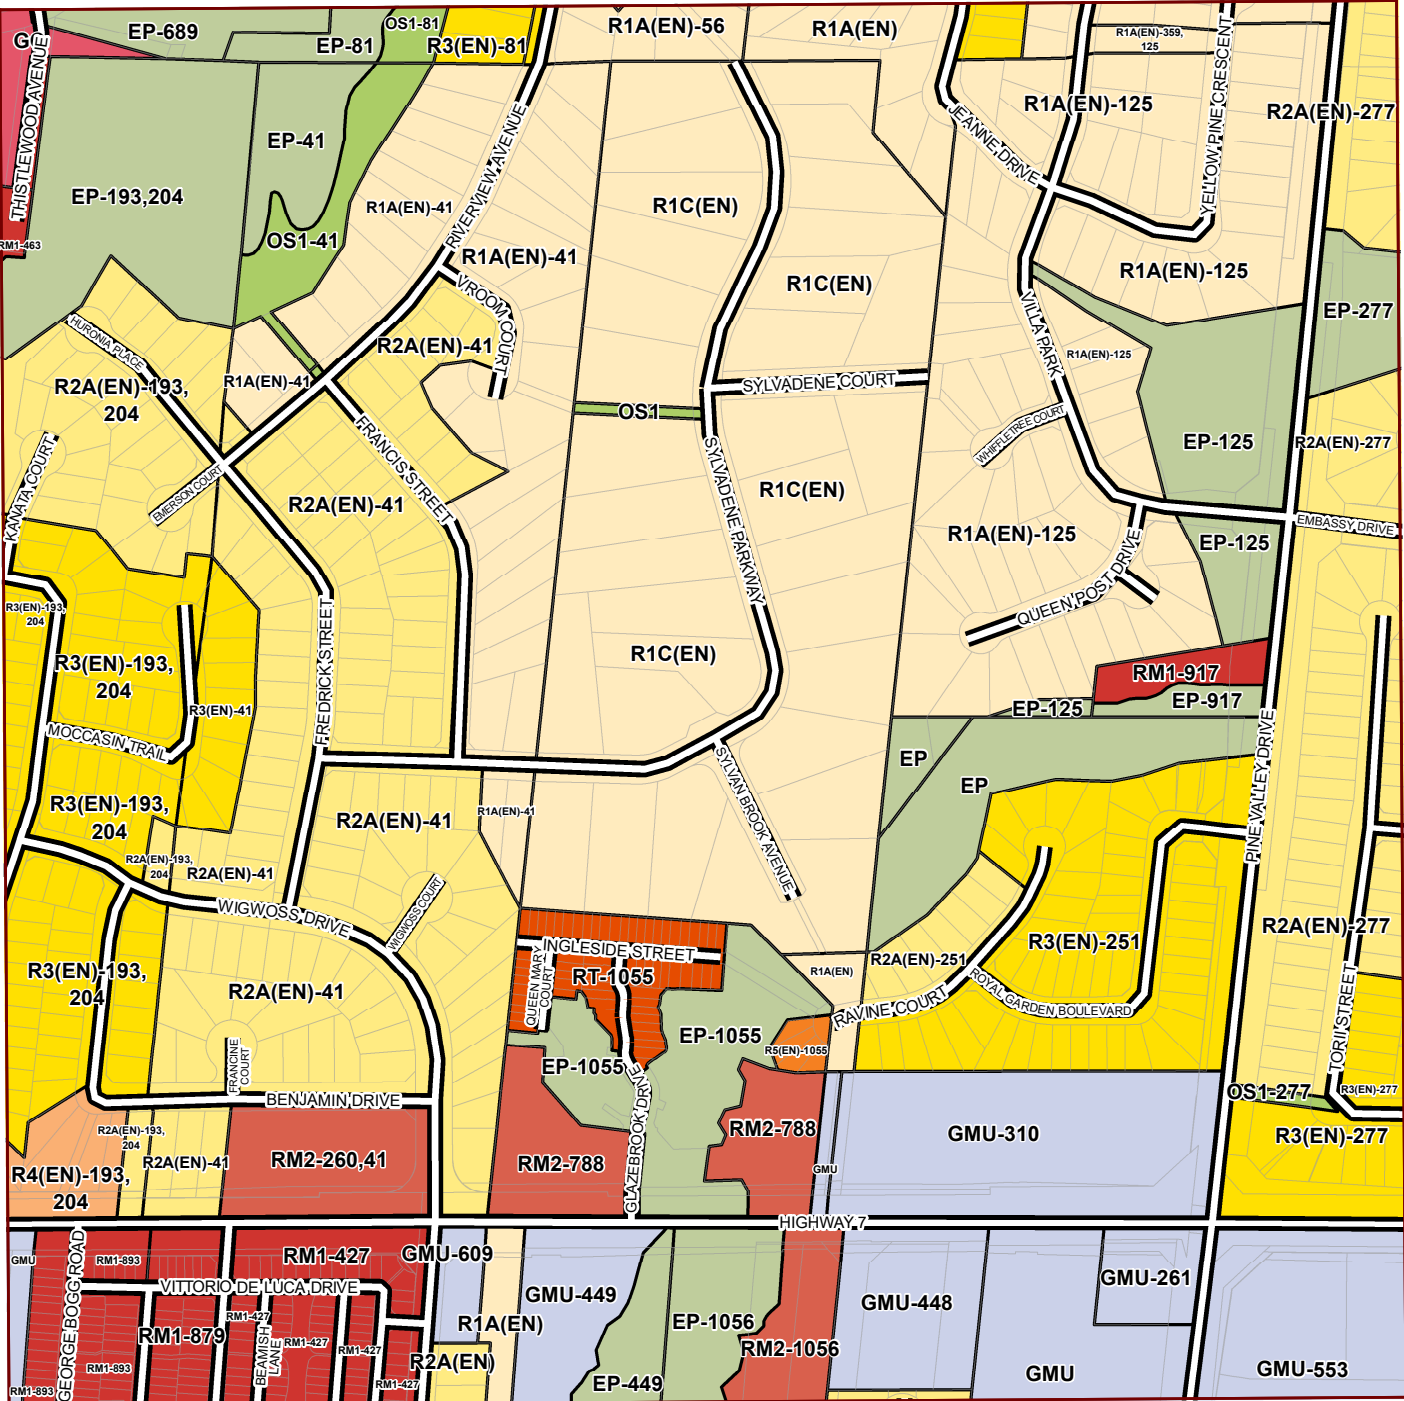 EP-689
OS1-81
R1A(EN)-56
R1A(EN)
EP-81
R3(EN)-81
R1A(EN)-359,
125
THISTLEWOOD AVENUE
EP-41
RIVERVIEW AVENUE
JEANNE DRIVE
R1A(EN)-125
YELLOW PINE CRESCENT
R2A(EN)-277
EP-193,204
R1A(EN)-41
R1C(EN)
RM1-463
OS1-41
R1A(EN)-41
R1C(EN)
R1A(EN)-125
VROOM COURT
VILLA PARK
EP-277
HURONIA PLACE
R2A(EN)-41
R1A(EN)-125
R2A(EN)-193,
204
R1A(EN)-41
SYLVADENE COURT
OS1
WHIFFLETREE COURT
KANATA COURT
FRANCIS STREET
EP-125
R2A(EN)-277
EMERSON COURT
R2A(EN)-41
SYLVADENE PARKWAY
R1C(EN)
R1A(EN)-125
EMBASSY DRIVE
EP-125
QUEEN POST DRIVE
R3(EN)-193,
204
FREDRICK STREET
R3(EN)-193,
204
R3(EN)-41
R1C(EN)
RM1-917
EP-917
EP-125
MOCCASIN TRAIL
EP
EP
SYLVAN BROOK AVENUE
PINE VALLEY DRIVE
R3(EN)-193,
204
R2A(EN)-41
R1A(EN)-41
R2A(EN)-193,
204
R2A(EN)-41
WIGWOSS DRIVE
WIGWOSS COURT
R2A(EN)-277
R3(EN)-193,
204
INGLESIDE STREET
QUEEN MARY
COURT
RT-1055
R1A(EN)
R2A(EN)-251
R3(EN)-251
R2A(EN)-41
RAVINE COURT
ROYAL GARDEN BOULEVARD
TORII STREET
EP-1055
R5(EN)-1055
EP-1055
FRANCINE
COURT
BENJAMIN DRIVE
GLAZEBROOK DRIVE
OS1-277
R3(EN)-277
R2A(EN)-193,
204
R2A(EN)-41
RM2-260,41
RM2-788
RM2-788
GMU-310
R3(EN)-277
R4(EN)-193,
204
GMU
HIGHWAY 7
GMU
GEORGE BOGG ROAD
RM1-893
RM1-427
GMU-609
GMU-449
GMU-448
GMU-261
VITTORIO DE LUCA DRIVE
RM1-879
RM1-427
BEAMISH
LANE
RM1-427
RM1-427
R1A(EN)
EP-1056
RM2-1056
RM1-893
RM1-427
R2A(EN)
EP-449
GMU
GMU-553
RM1-893